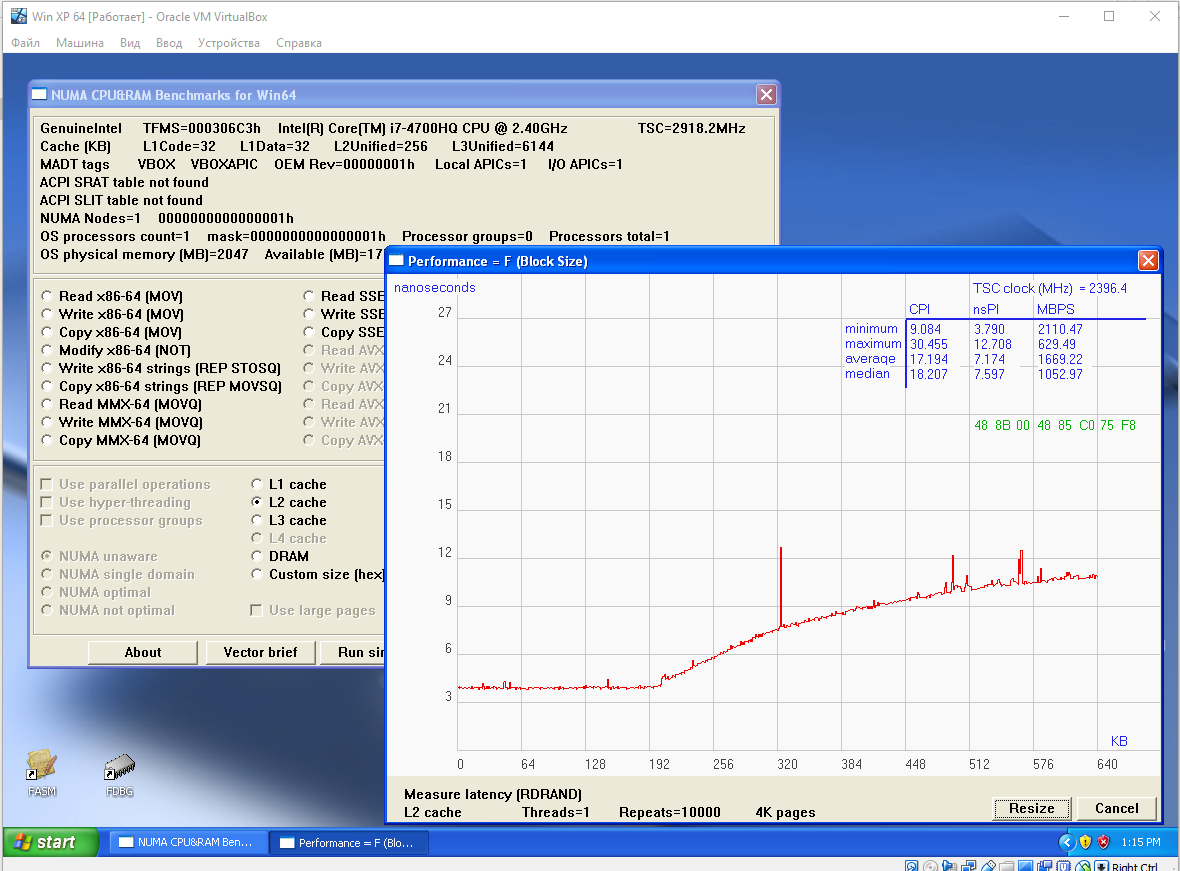 Win XP 64 [Работает] - Oracle VM VirtualBox
Файл Машина Вид Ввод Устройства Справка
NUMA CPU&RAM Benchmarks for Win64
GenuineIntel TFMS=000306C3h Intel(R) Core(TM) i7-4700HQ CPU @ 2.40GHz TSC=2918.2MHz
Cache (KB) L1Code=32 L1Data=32 L2Unified=256 L3Unified=6144
MADT tags VBOX VBOXAPIC OEM Rev=00000001h Local APICs=1 I/O APICs=1
ACPI SRAT table not found
ACPI SLIT table not found
NUMA Nodes=1 0000000000000001h
OS processors count=1 mask=0000000000000001h Processor groups=0 Processors total=1
OS physical memory (MB)=2047 Available (MB)=17
Read x86-64 (MOV)
Write x86-64 (MOV)
Copy x86-64 (MOV)
Modify x86-64 (NOT)
Write x86-64 strings (REP STOSQ)
Copy x86-64 strings (REP MOVSQ)
Read MMX-64 (MOVQ)
Write MMX-64 (MOVQ)
Copy MMX-64 (MOVQ)
Read SSE
Write SSE
Copy SSE
Read AVX
Write AVX
Copy AVX
Read AVX
Write AVX
Copy AVX
Use parallel operations
Use hyper-threading
Use processor groups
NUMA unaware
NUMA single domain
NUMA optimal
NUMA not optimal
L1 cache
L2 cache
L3 cache
L4 cache
DRAM
Custom size (hex)
Use large pages
About Vector brief Run sim
Performance = F (Block Size)
nanoseconds
TSC clock (MHz) = 2396.4
CPI nsPI MBPS
minimum 9.084 3.790 2110.47
maximum 30.455 12.708 629.49
average 17.194 7.174 1669.22
median 18.207 7.597 1052.97
48 8B 00 48 85 C0 75 F8
27
24
21
18
15
12
9
6
3
KB
0 64 128 192 256 320 384 448 512 576 640
Measure latency (RDRAND)
L2 cache Threads=1 Repeats=10000 4K pages
Resize Cancel
FASM FDBG
start NUMA CPU&RAM Ben... Performance = F (Blo... 1:15 PM
Right Ctrl